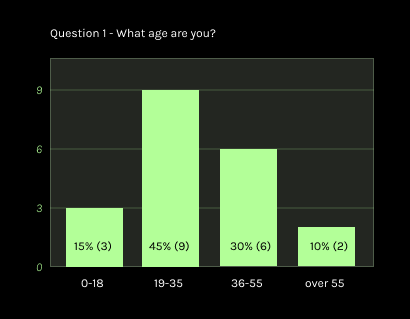 Question 1 - What age are you?
9
6
3
0
15% (3) 45% (9) 30% (6) 10% (2)
0-18 19-35 36-55 over 55